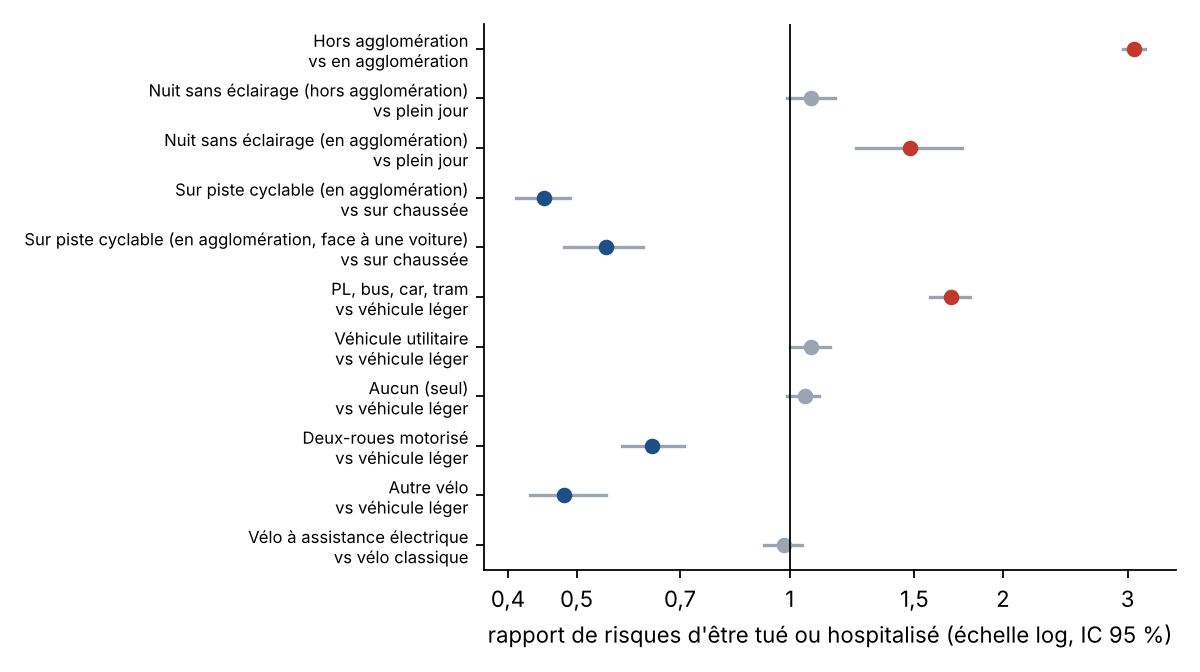 Hors agglomération
vs en agglomération
Nuit sans éclairage (hors agglomération)
vs plein jour
Nuit sans éclairage (en agglomération)
vs plein jour
Sur piste cyclable (en agglomération)
vs sur chaussée
Sur piste cyclable (en agglomération, face à une voiture)
vs sur chaussée
PL, bus, car, tram
vs véhicule léger
Véhicule utilitaire
vs véhicule léger
Aucun (seul)
vs véhicule léger
Deux-roues motorisé
vs véhicule léger
Autre vélo
vs véhicule léger
Vélo à assistance électrique
vs vélo classique
0,4 0,5 0,7 1 1,5 2 3
rapport de risques d'être tué ou hospitalisé (échelle log, IC 95 %)